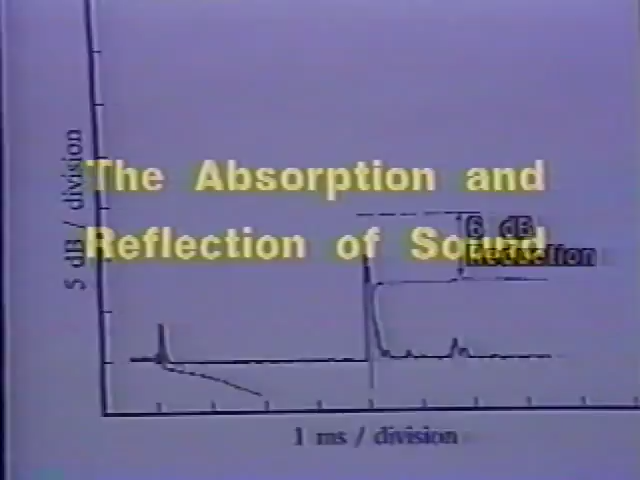 The Absorption and
Reflection of Sound
6 dB
Reduction
5 dB / division
1 ms / division